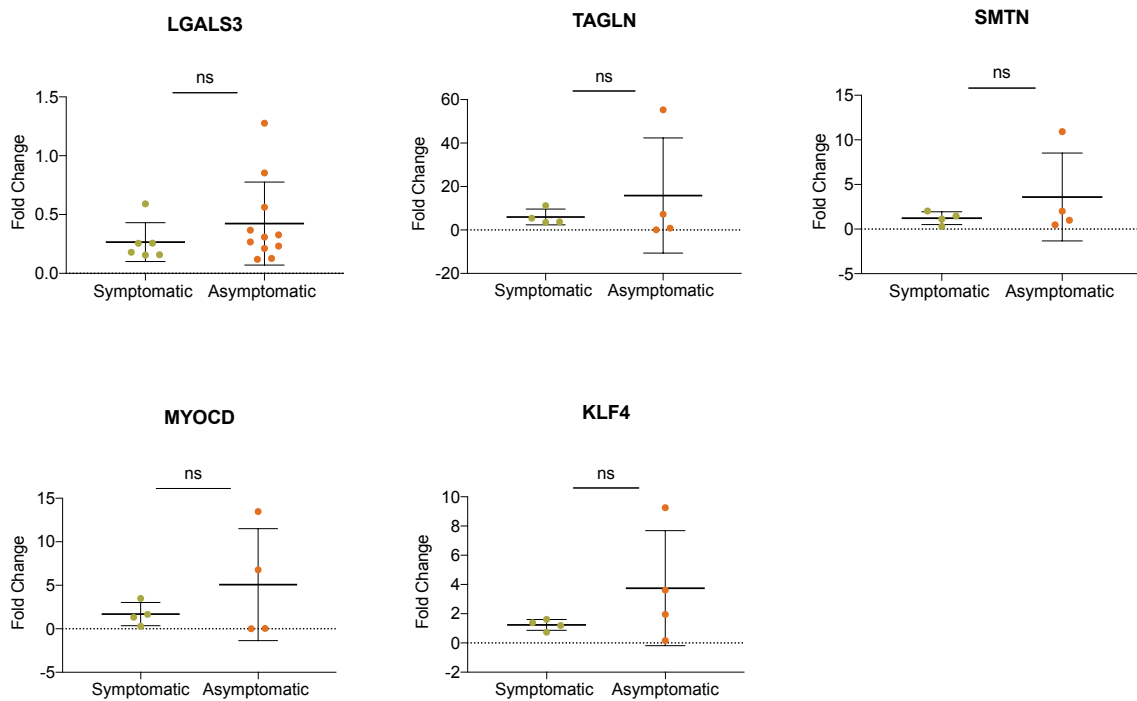 LGALS3
ns
Fold Change
1.5
1.0
0.5
0.0
Symptomatic Asymptomatic
TAGLN
ns
Fold Change
60
40
20
0
-20
Symptomatic Asymptomatic
SMTN
ns
Fold Change
15
10
5
0
-5
Symptomatic Asymptomatic
MYOCD
ns
Fold Change
15
10
5
0
-5
Symptomatic Asymptomatic
KLF4
ns
Fold Change
10
8
6
4
2
0
-2
Symptomatic Asymptomatic